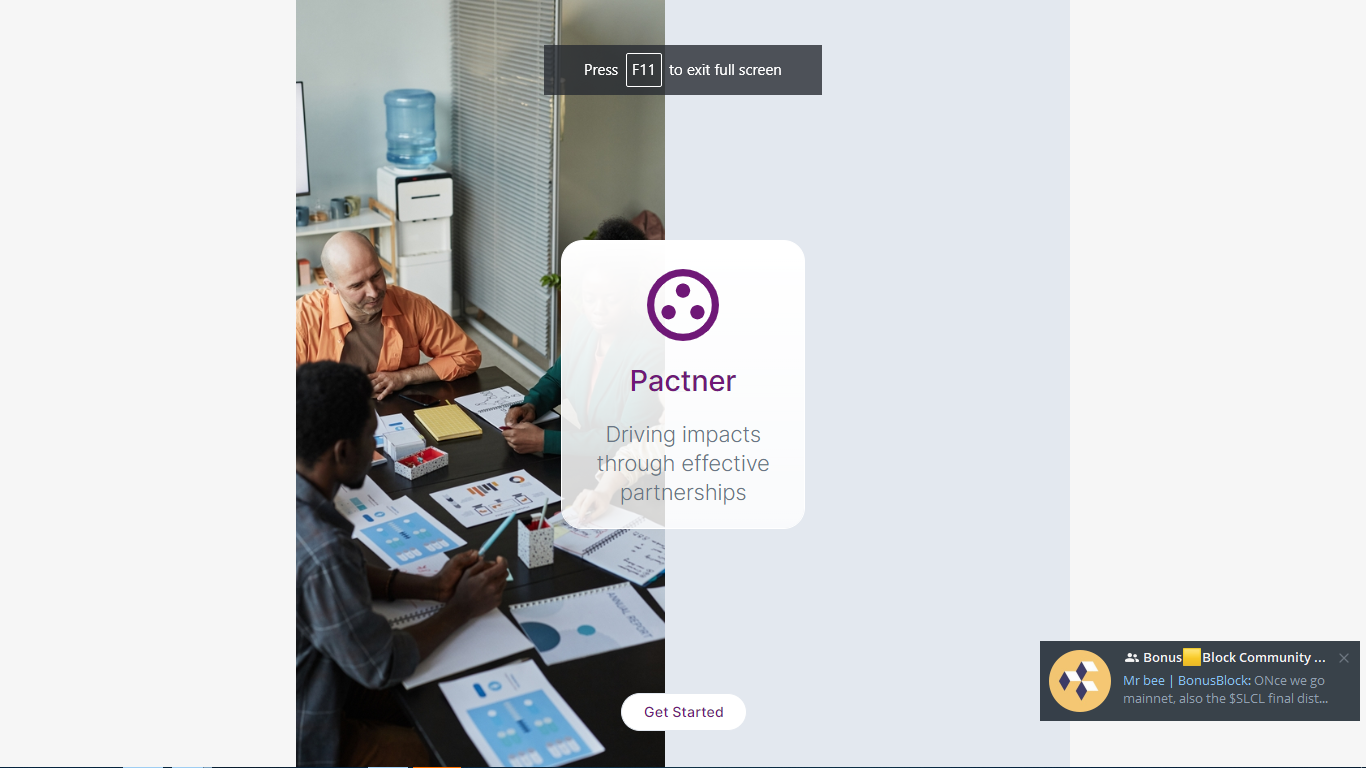 Press F11 to exit full screen
Pactner
Driving impacts
through effective
partnerships
ANNUAL REPORT
Get Started
Bonus🟨Block Community ...
Mr bee | BonusBlock: ONce we go
mainnet, also the $SLCL final dist...